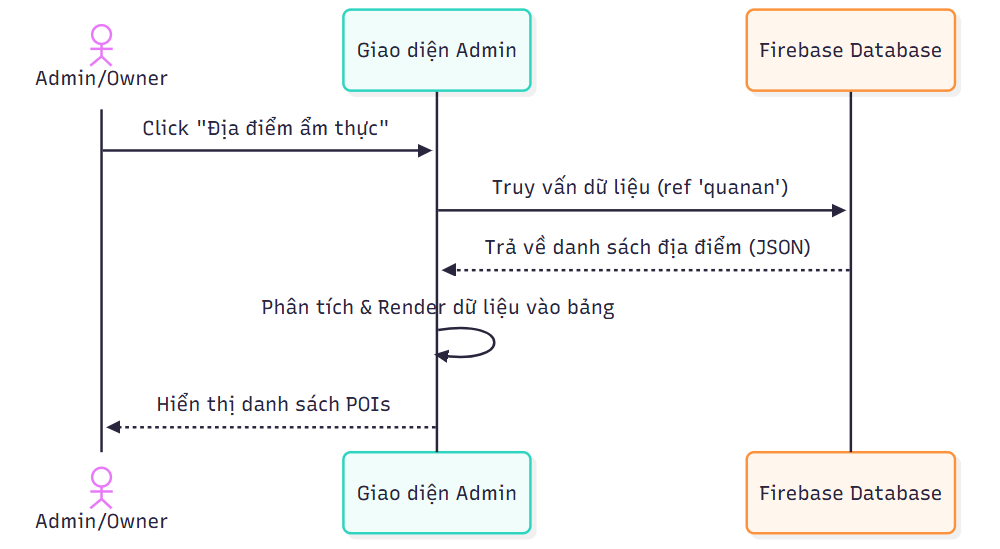 Giao diện Admin
Firebase Database
Admin/Owner
Click "Địa điểm ẩm thực"
Truy vấn dữ liệu (ref 'quanan')
Trả về danh sách địa điểm (JSON)
Phân tích & Render dữ liệu vào bảng
Hiển thị danh sách POIs
Giao diện Admin
Firebase Database
Admin/Owner